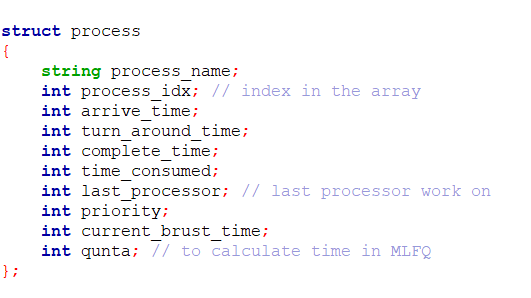 struct process
{
    string process_name;
    int process_idx; // index in the array
    int arrive_time;
    int turn_around_time;
    int complete_time;
    int time_consumed;
    int last_processor; // last processor work on
    int priority;
    int current_brust_time;
    int qunta; // to calculate time in MLFQ
};